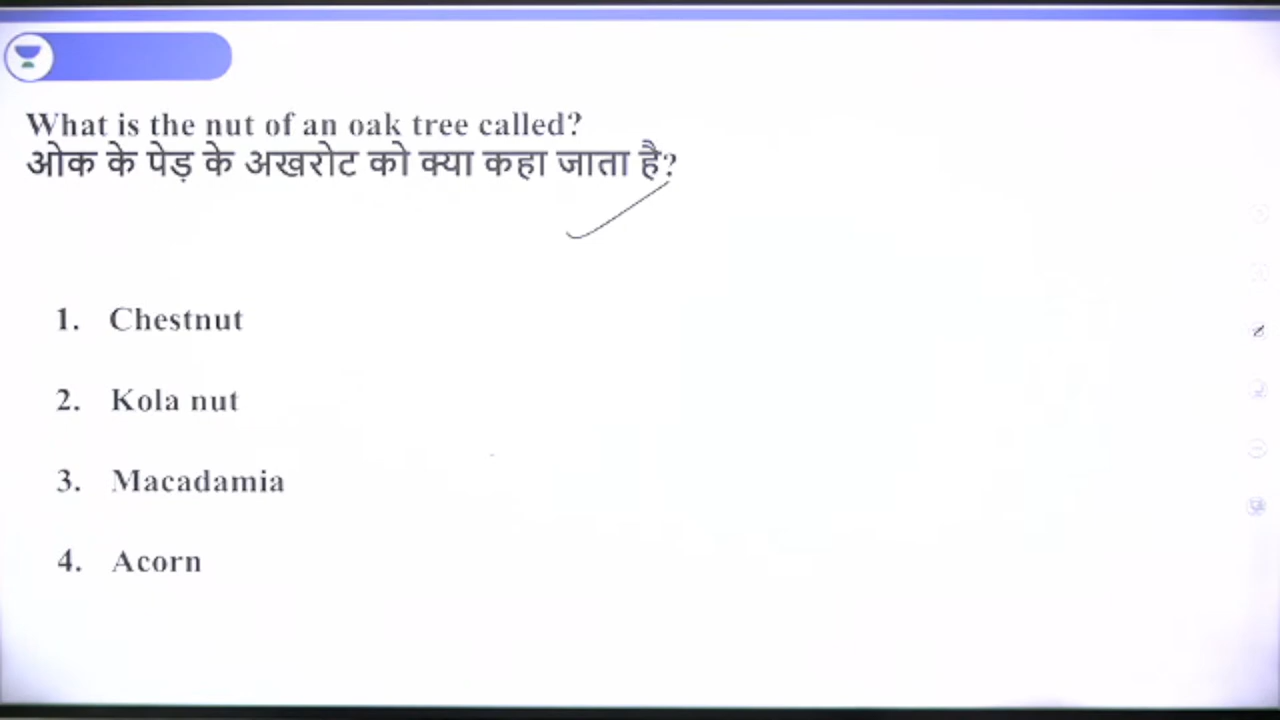 What is the nut of an oak tree called?
ओक के पेड़ के अखरोट को क्या कहा जाता है?
1. Chestnut
2. Kola nut
3. Macadamia
4. Acorn